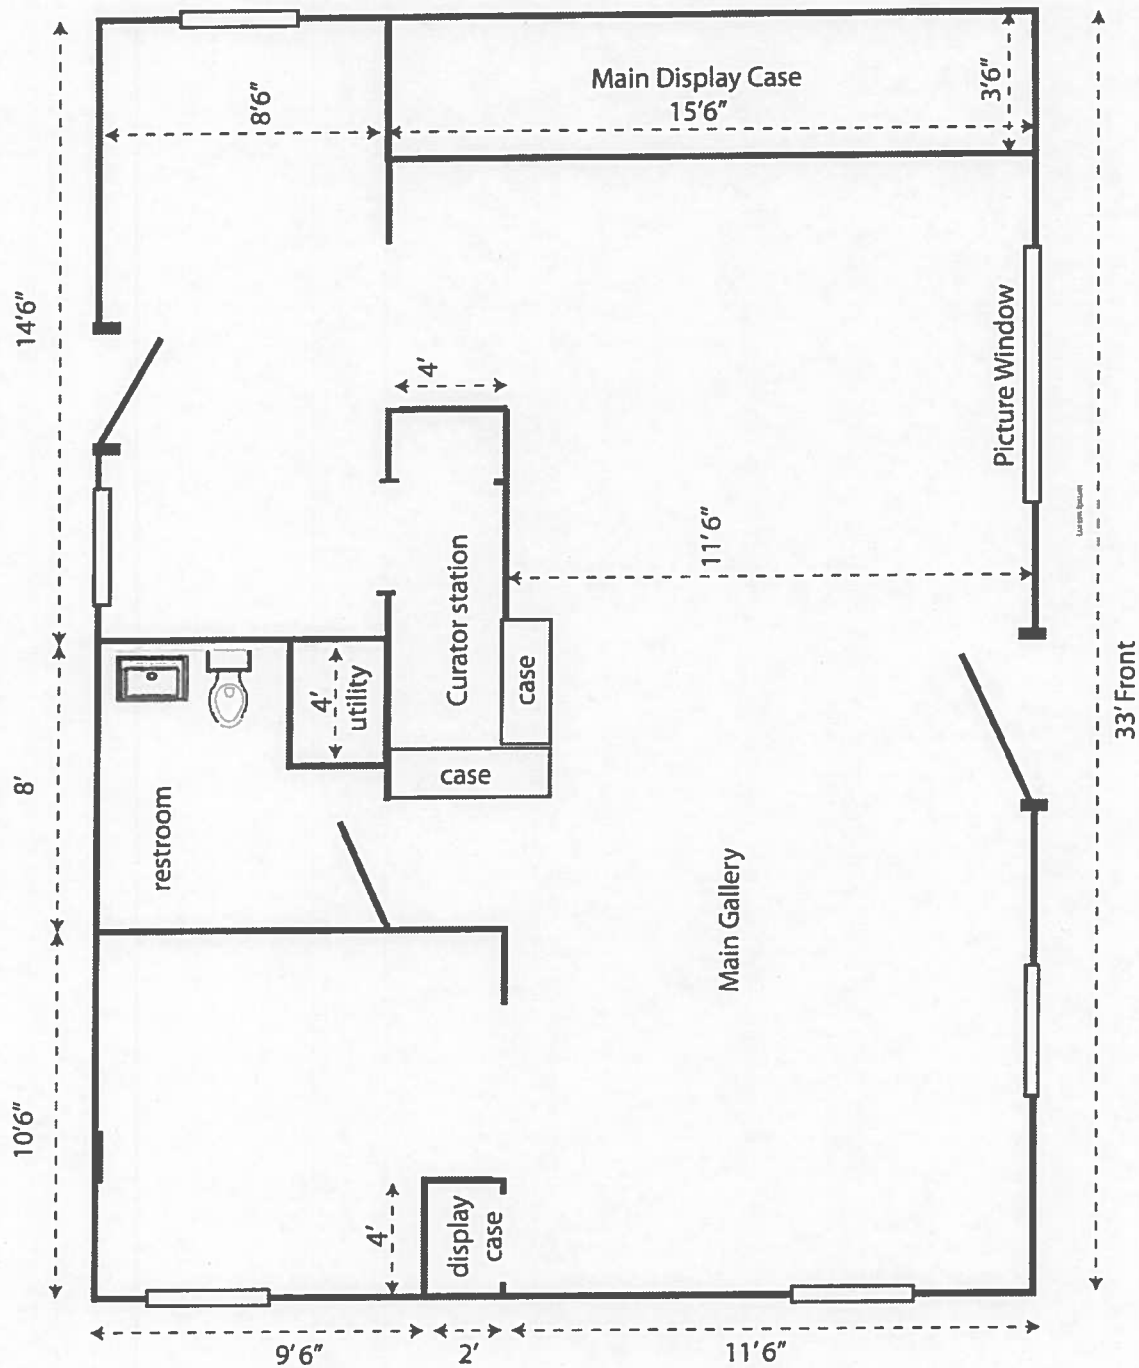 Main Display Case
15'6"
3'6"
8'6"
14'6"
4'
Picture Window
11'6"
Curator station
case
4'
utility
case
restroom
8'
33' Front
Main Gallery
10'6"
4'
display
case
9'6"
2'
11'6"